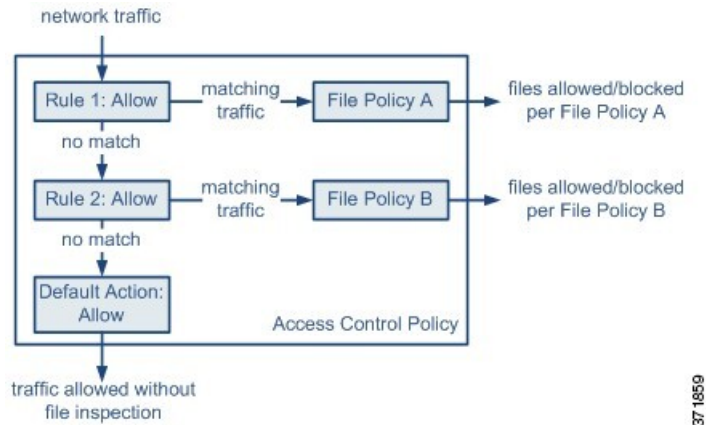 network traffic
Rule 1: Allow
matching
traffic
File Policy A
files allowed/blocked
per File Policy A
no match
Rule 2: Allow
matching
traffic
File Policy B
files allowed/blocked
per File Policy B
no match
Default Action:
Allow
Access Control Policy
traffic allowed without
file inspection
371859